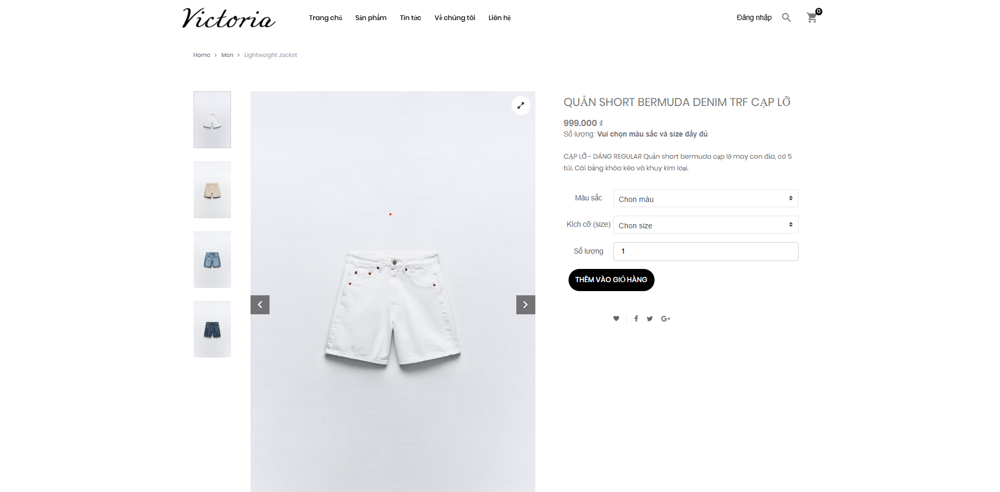 Victoria
Trang chủ Sản phẩm Tin tức Về chúng tôi Liên hệ
Đăng nhập 0
Home > Men > Lightweight Jacket
QUẦN SHORT BERMUDA DENIM TRF CẠP LỠ
999.000 ₫
Số lượng: Vui chọn màu sắc và size đầy đủ
CẠP LỠ - DÁNG REGULAR Quần short bermuda cạp lỡ may con đỉa, có 5
túi. Cài bằng khóa kéo và khuy kim loại.
Màu sắc Chon màu
Kích cỡ (size) Chon size
Số lượng 1
THÊM VÀO GIỎ HÀNG
G+